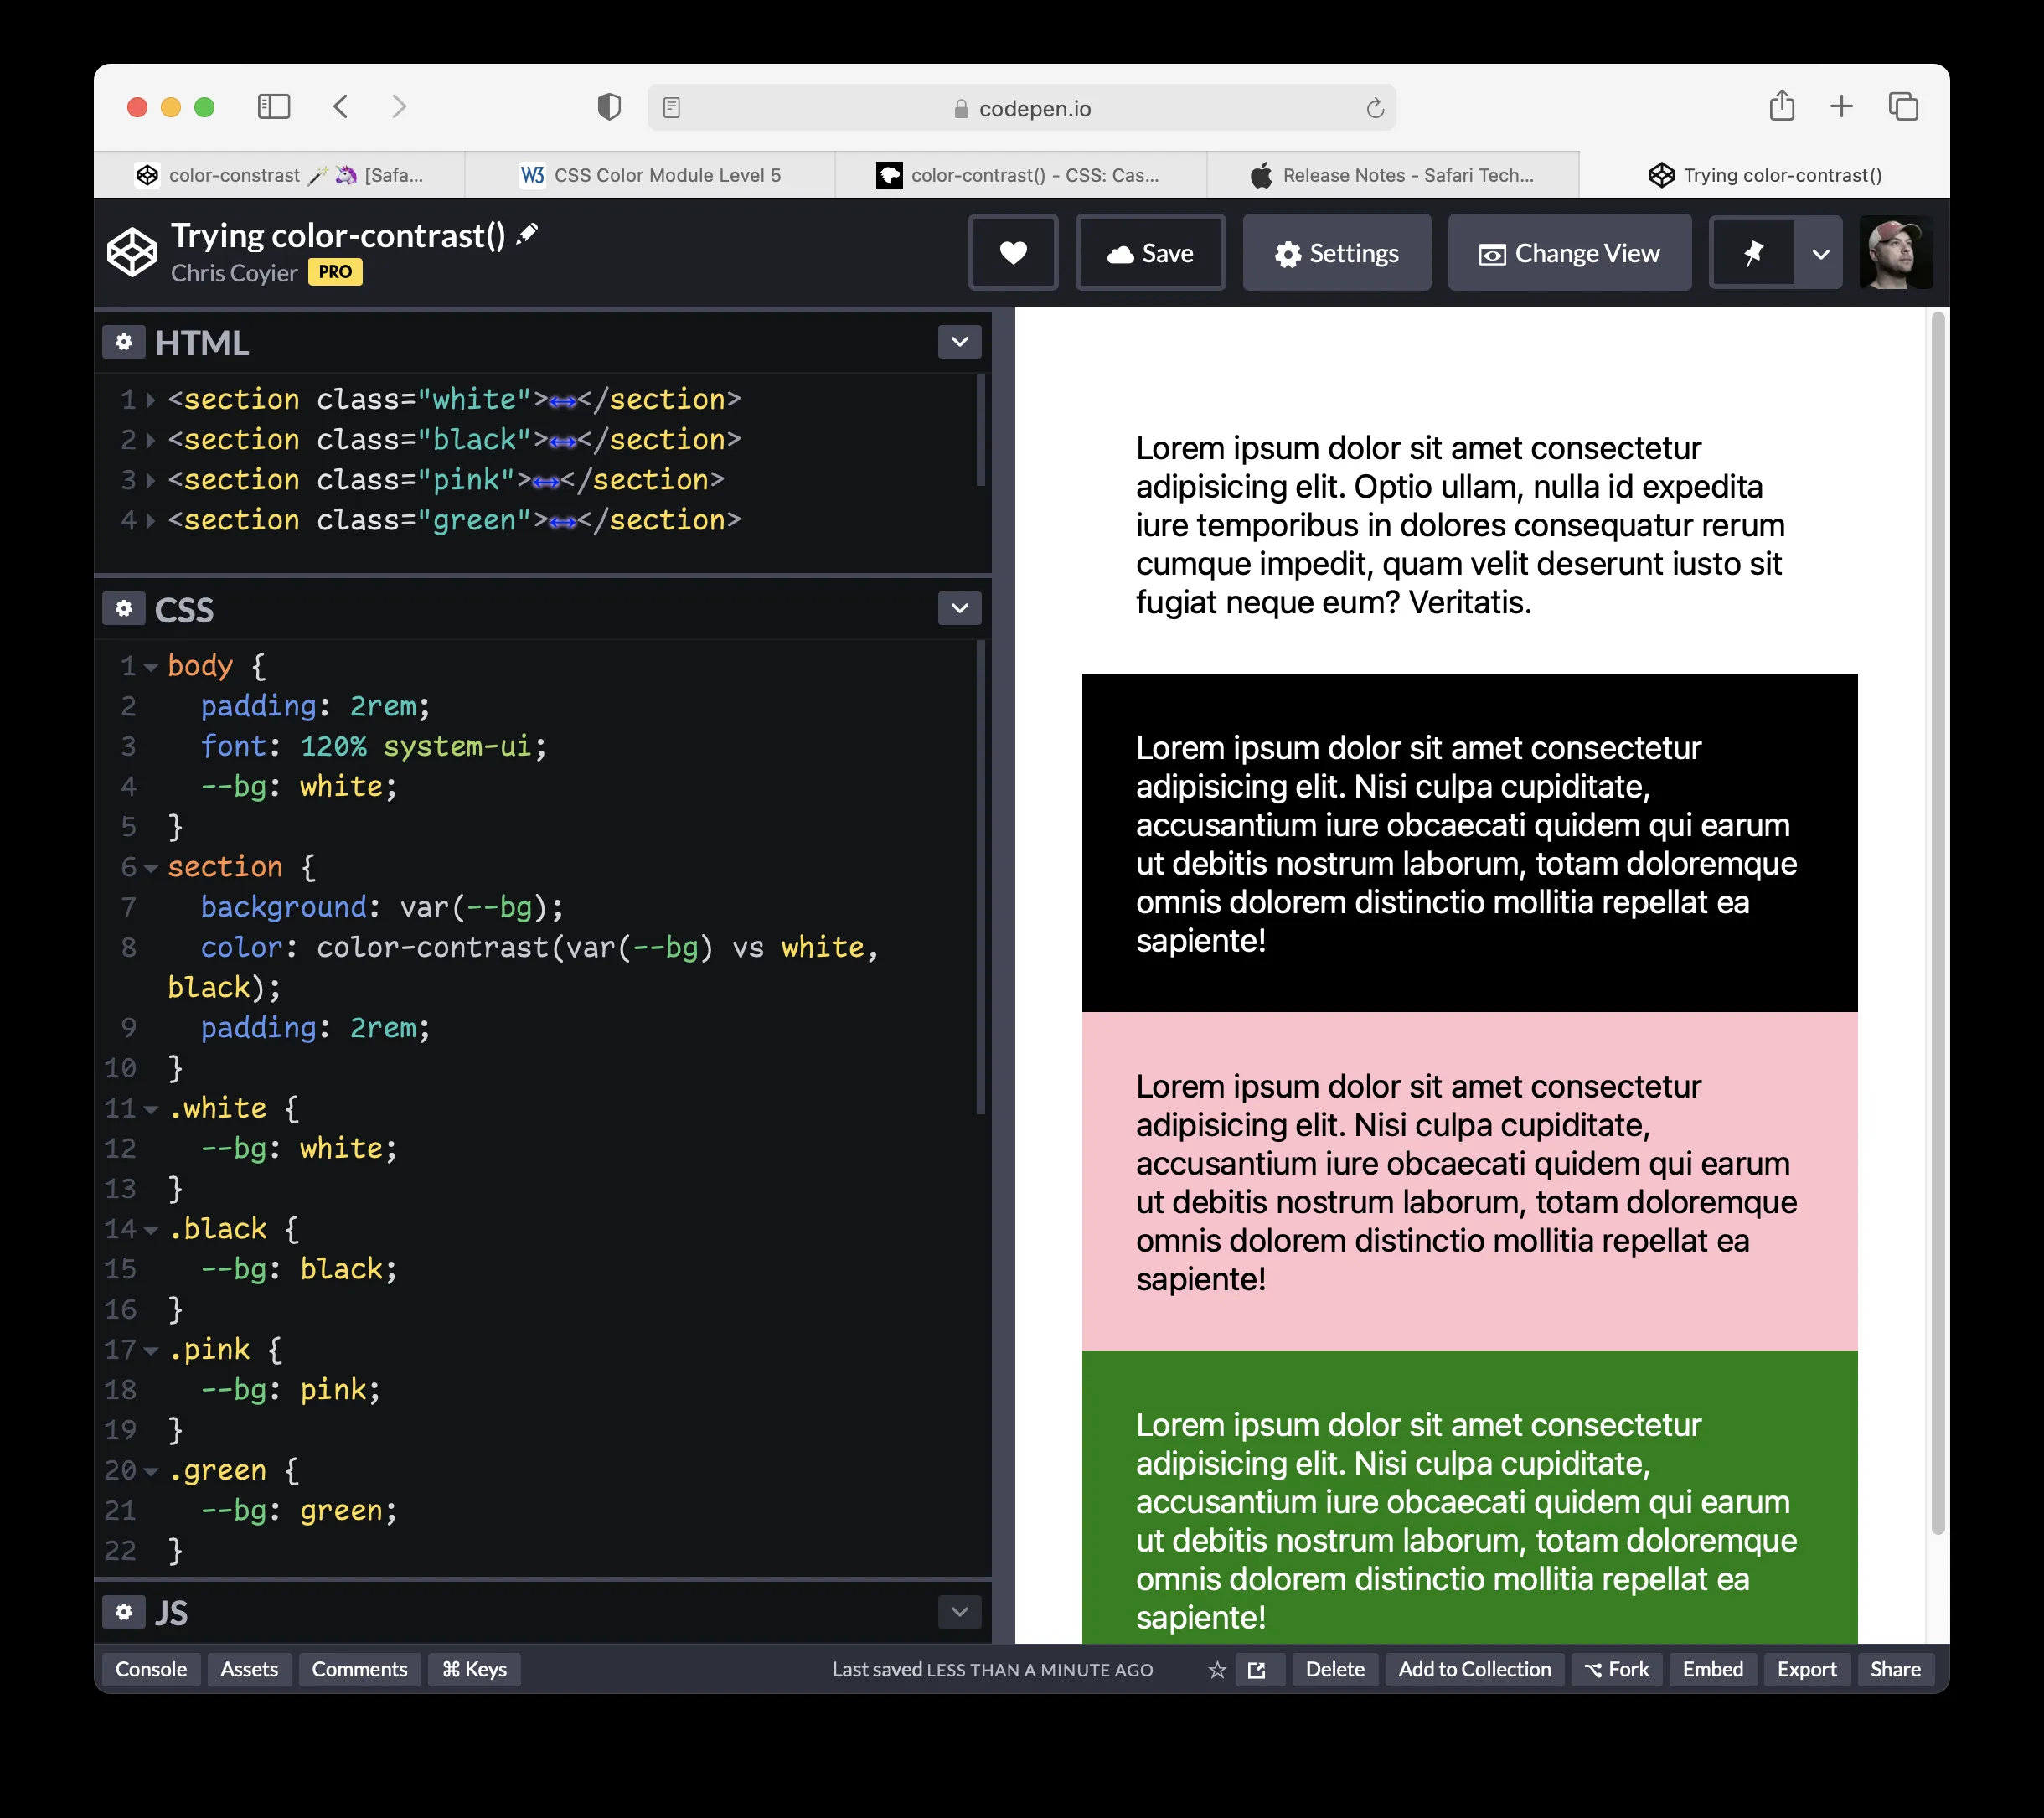 codepen.io
color-constrast 🪄 🦄 [Safa...
W3 CSS Color Module Level 5
color-contrast() - CSS: Cas...
Release Notes - Safari Tech...
Trying color-contrast()
Trying color-contrast()
Chris Coyier PRO
Save
Settings
Change View
HTML
1 <section class="white">↔</section>
2 <section class="black">↔</section>
3 <section class="pink">↔</section>
4 <section class="green">↔</section>
CSS
1 body {
2 padding: 2rem;
3 font: 120% system-ui;
4 --bg: white;
5 }
6 section {
7 background: var(--bg);
8 color: color-contrast(var(--bg) vs white,
black);
9 padding: 2rem;
10 }
11 .white {
12 --bg: white;
13 }
14 .black {
15 --bg: black;
16 }
17 .pink {
18 --bg: pink;
19 }
20 .green {
21 --bg: green;
22 }
JS
Lorem ipsum dolor sit amet consectetur
adipisicing elit. Optio ullam, nulla id expedita
iure temporibus in dolores consequatur rerum
cumque impedit, quam velit deserunt iusto sit
fugiat neque eum? Veritatis.
Lorem ipsum dolor sit amet consectetur
adipisicing elit. Nisi culpa cupiditate,
accusantium iure obcaecati quidem qui earum
ut debitis nostrum laborum, totam doloremque
omnis dolorem distinctio mollitia repellat ea
sapiente!
Lorem ipsum dolor sit amet consectetur
adipisicing elit. Nisi culpa cupiditate,
accusantium iure obcaecati quidem qui earum
ut debitis nostrum laborum, totam doloremque
omnis dolorem distinctio mollitia repellat ea
sapiente!
Lorem ipsum dolor sit amet consectetur
adipisicing elit. Nisi culpa cupiditate,
accusantium iure obcaecati quidem qui earum
ut debitis nostrum laborum, totam doloremque
omnis dolorem distinctio mollitia repellat ea
sapiente!
Console
Assets
Comments
⌘ Keys
Last saved LESS THAN A MINUTE AGO
Delete
Add to Collection
Fork
Embed
Export
Share